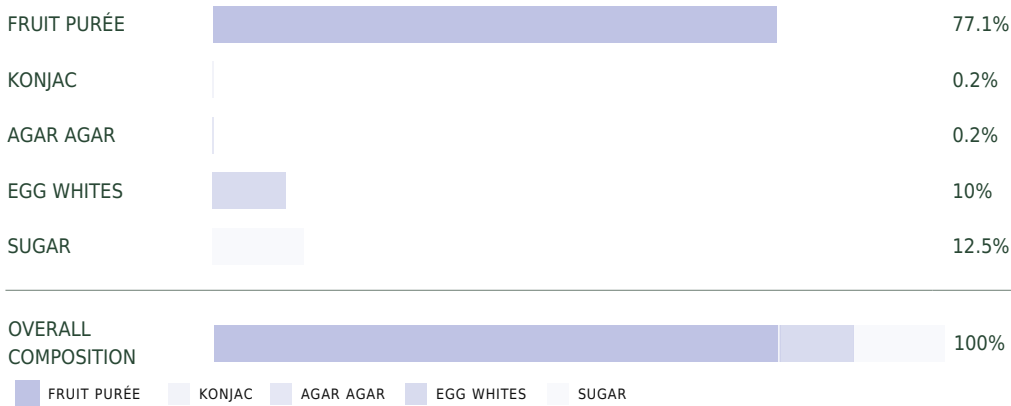 FRUIT PURÉE 77.1%
KONJAC 0.2%
AGAR AGAR 0.2%
EGG WHITES 10%
SUGAR 12.5%
OVERALL
COMPOSITION 100%
FRUIT PURÉE KONJAC AGAR AGAR EGG WHITES SUGAR